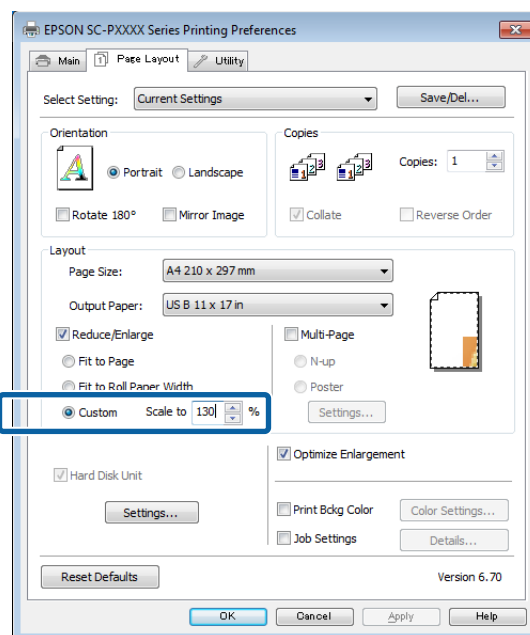 EPSON SC-PXXXX Series Printing Preferences
Main Page Layout Utility
Select Setting: Current Settings Save/Del...
Orientation Copies
Portrait Landscape Copies: 1
Rotate 180° Mirror Image Collate Reverse Order
Layout
Page Size: A4 210 x 297 mm
Output Paper: US B 11 x 17 in
Reduce/Enlarge Multi-Page
Fit to Page N-up
Fit to Roll Paper Width Poster
Custom Scale to 130 % Settings...
Optimize Enlargement
Hard Disk Unit
Settings... Print Bckg Color Color Settings...
Job Settings Details...
Reset Defaults Version 6.70
OK Cancel Apply Help